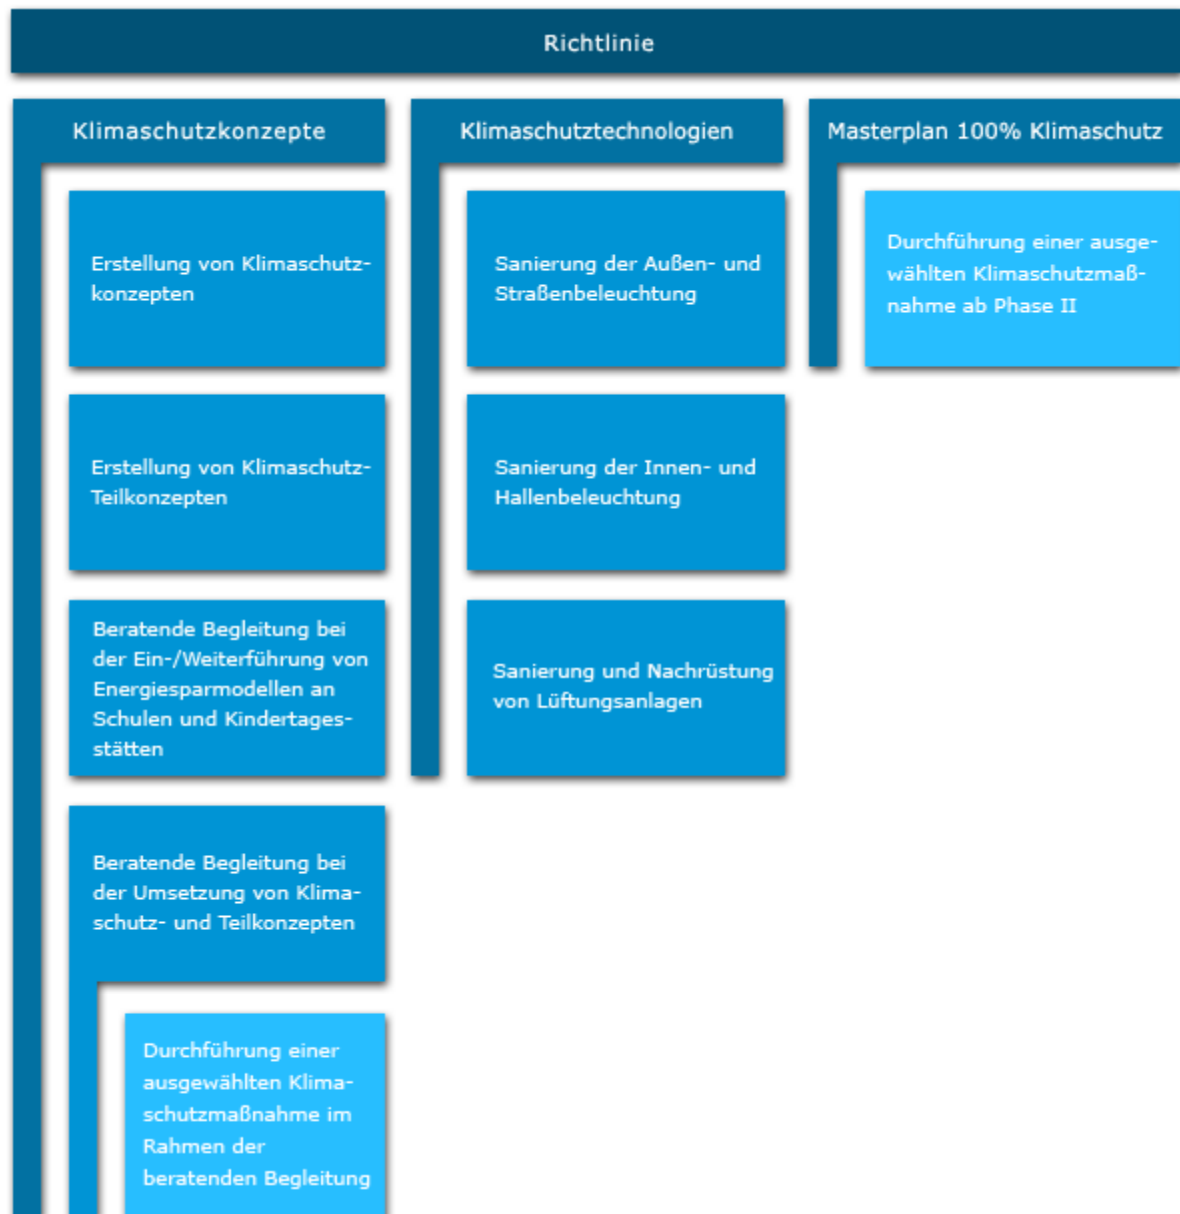 Richtlinie
Klimaschutzkonzepte
Erstellung von Klimaschutz-
konzepten
Erstellung von Klimaschutz-
Teilkonzepten
Beratende Begleitung bei
der Ein-/Weiterführung von
Energiesparmodellen an
Schulen und Kindertages-
stätten
Beratende Begleitung bei
der Umsetzung von Klima-
schutz- und Teilkonzepten
Durchführung einer
ausgewählten Klima-
schutzmaßnahme im
Rahmen der
beratenden Begleitung
Klimaschutztechnologien
Sanierung der Außen- und
Straßenbeleuchtung
Sanierung der Innen- und
Hallenbeleuchtung
Sanierung und Nachrüstung
von Lüftungsanlagen
Masterplan 100% Klimaschutz
Durchführung einer ausge-
wählten Klimaschutzmaß-
nahme ab Phase II